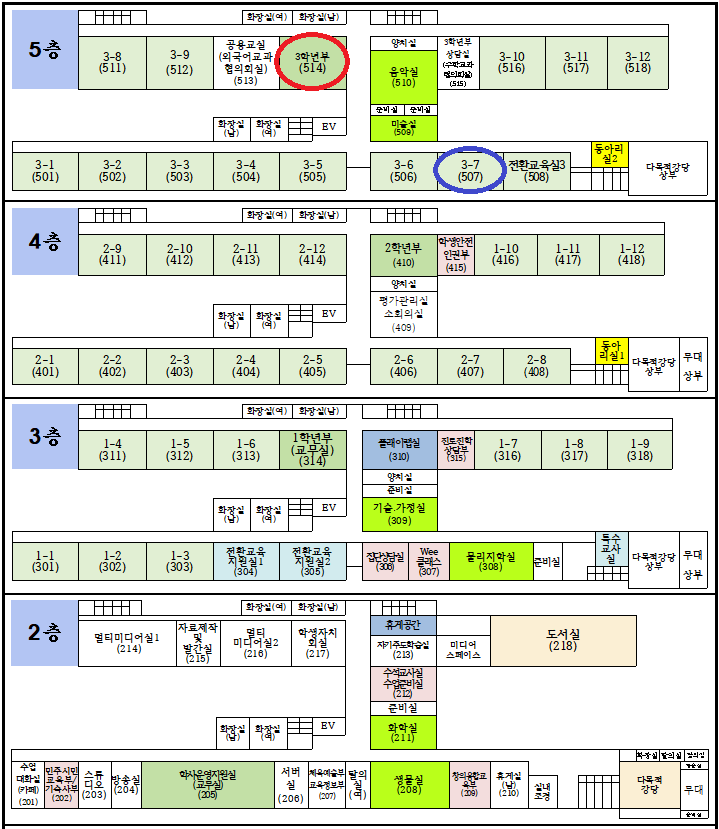 화장실(여) 화장실(남)
5층
3-8
(511)
3-9
(512)
공용교실
(외국어교과
협의회실)
(513)
3학년부
(514)
양치실
음악실
(510)
준비실 준비실
미술실
(509)
3학년부
상담실
(수학교과
협의회실)
(515)
3-10
(516)
3-11
(517)
3-12
(518)
화장실
(남)
화장실
(여)
EV
3-1
(501)
3-2
(502)
3-3
(503)
3-4
(504)
3-5
(505)
3-6
(506)
3-7
(507)
전환교육실3
(508)
동아리
실2
다목적강당
상부
화장실(여) 화장실(남)
4층
2-9
(411)
2-10
(412)
2-11
(413)
2-12
(414)
2학년부
(410)
학생안전
인권부
(415)
1-10
(416)
1-11
(417)
1-12
(418)
양치실
평가관리실
소회의실
(409)
화장실
(남)
화장실
(여)
EV
2-1
(401)
2-2
(402)
2-3
(403)
2-4
(404)
2-5
(405)
2-6
(406)
2-7
(407)
2-8
(408)
동아
리실1
다목적강당
상부
무대
상부
화장실(여) 화장실(남)
3층
1-4
(311)
1-5
(312)
1-6
(313)
1학년부
(교무실)
(314)
플레이랩실
(310)
진로진학
상담부
(315)
1-7
(316)
1-8
(317)
1-9
(318)
양치실
준비실
기술.가정실
(309)
화장실
(남)
화장실
(여)
EV
1-1
(301)
1-2
(302)
1-3
(303)
전환교육
지원실1
(304)
전환교육
지원실2
(305)
집단상담실
(306)
Wee
클래스
(307)
물리지학실
(308)
준비실
특수
교사
실
다목적강당
상부
무대
상부
화장실(여) 화장실(남)
2층
멀티미디어실1
(214)
자료제작
및
발간실
(215)
멀티
미디어실2
(216)
학생자치
회실
(217)
휴게공간
자기주도학습실
(213)
미디어
스페이스
도서실
(218)
수석교사실
수업준비실
(212)
준비실
화학실
(211)
화장실
(남)
화장실
(여)
EV
수업
대화실
(카페)
(201)
민주시민
교육부/
기숙사부
(202)
스튜
디오
(203)
방송실
(204)
학사운영지원실
(교무실)
(205)
서버
실
(206)
체육예술부
교육정보부
(207)
탈의
실
(여)
생물실
(208)
창의융합교
육부
(209)
휴게실
(남)
(210)
실내
조경
화장실 탈의실
다목적
강당
무대